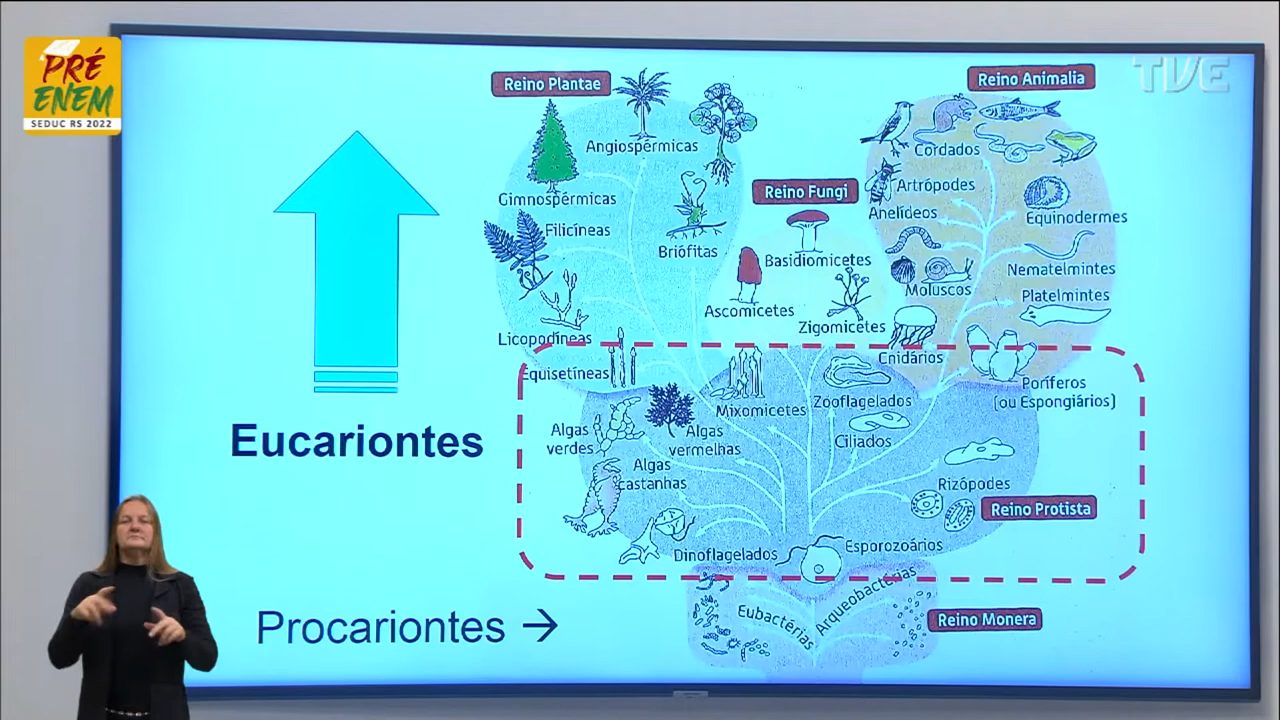 PRÉ
ENEM
SEDUC RS 2022
TVE
Reino Plantae
Reino Animalia
Angiospérmicas
Cordados
Gimnospérmicas
Artrópodes
Reino Fungi
Anelídeos
Equinodermes
Filicíneas
Briófitas
Basidiomicetes
Nematelmintes
Moluscos
Platelmintes
Ascomicetes
Zigomicetes
Licopodíneas
Cnidários
Equisetíneas
Poríferos
(ou Espongiários)
Mixomicetes
Zooflagelados
Eucariontes
Algas
verdes
Algas
vermelhas
Ciliados
Algas
castanhas
Rizópodes
Reino Protista
Dinoflagelados
Esporozoários
Procariontes →
Eubactérias
Arqueobactérias
Reino Monera